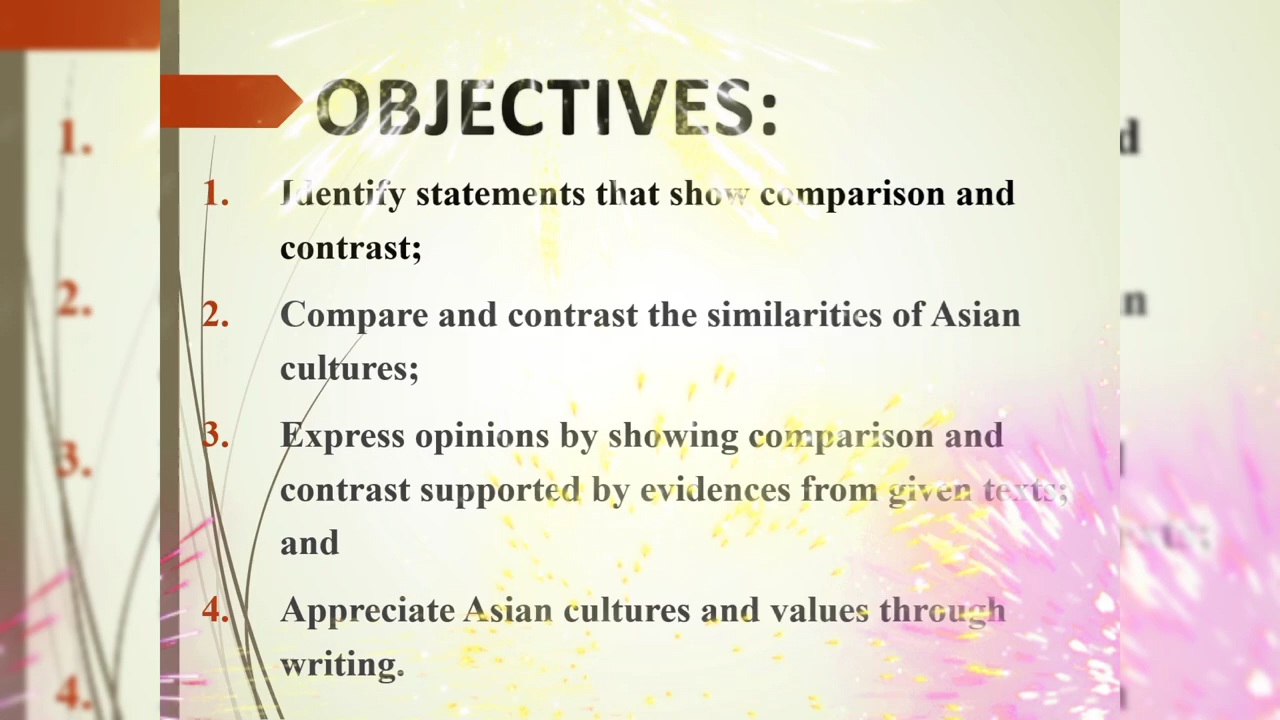 OBJECTIVES:
1. Identify statements that show comparison and
contrast;
2. Compare and contrast the similarities of Asian
cultures;
3. Express opinions by showing comparison and
contrast supported by evidences from given texts;
and
4. Appreciate Asian cultures and values through
writing.